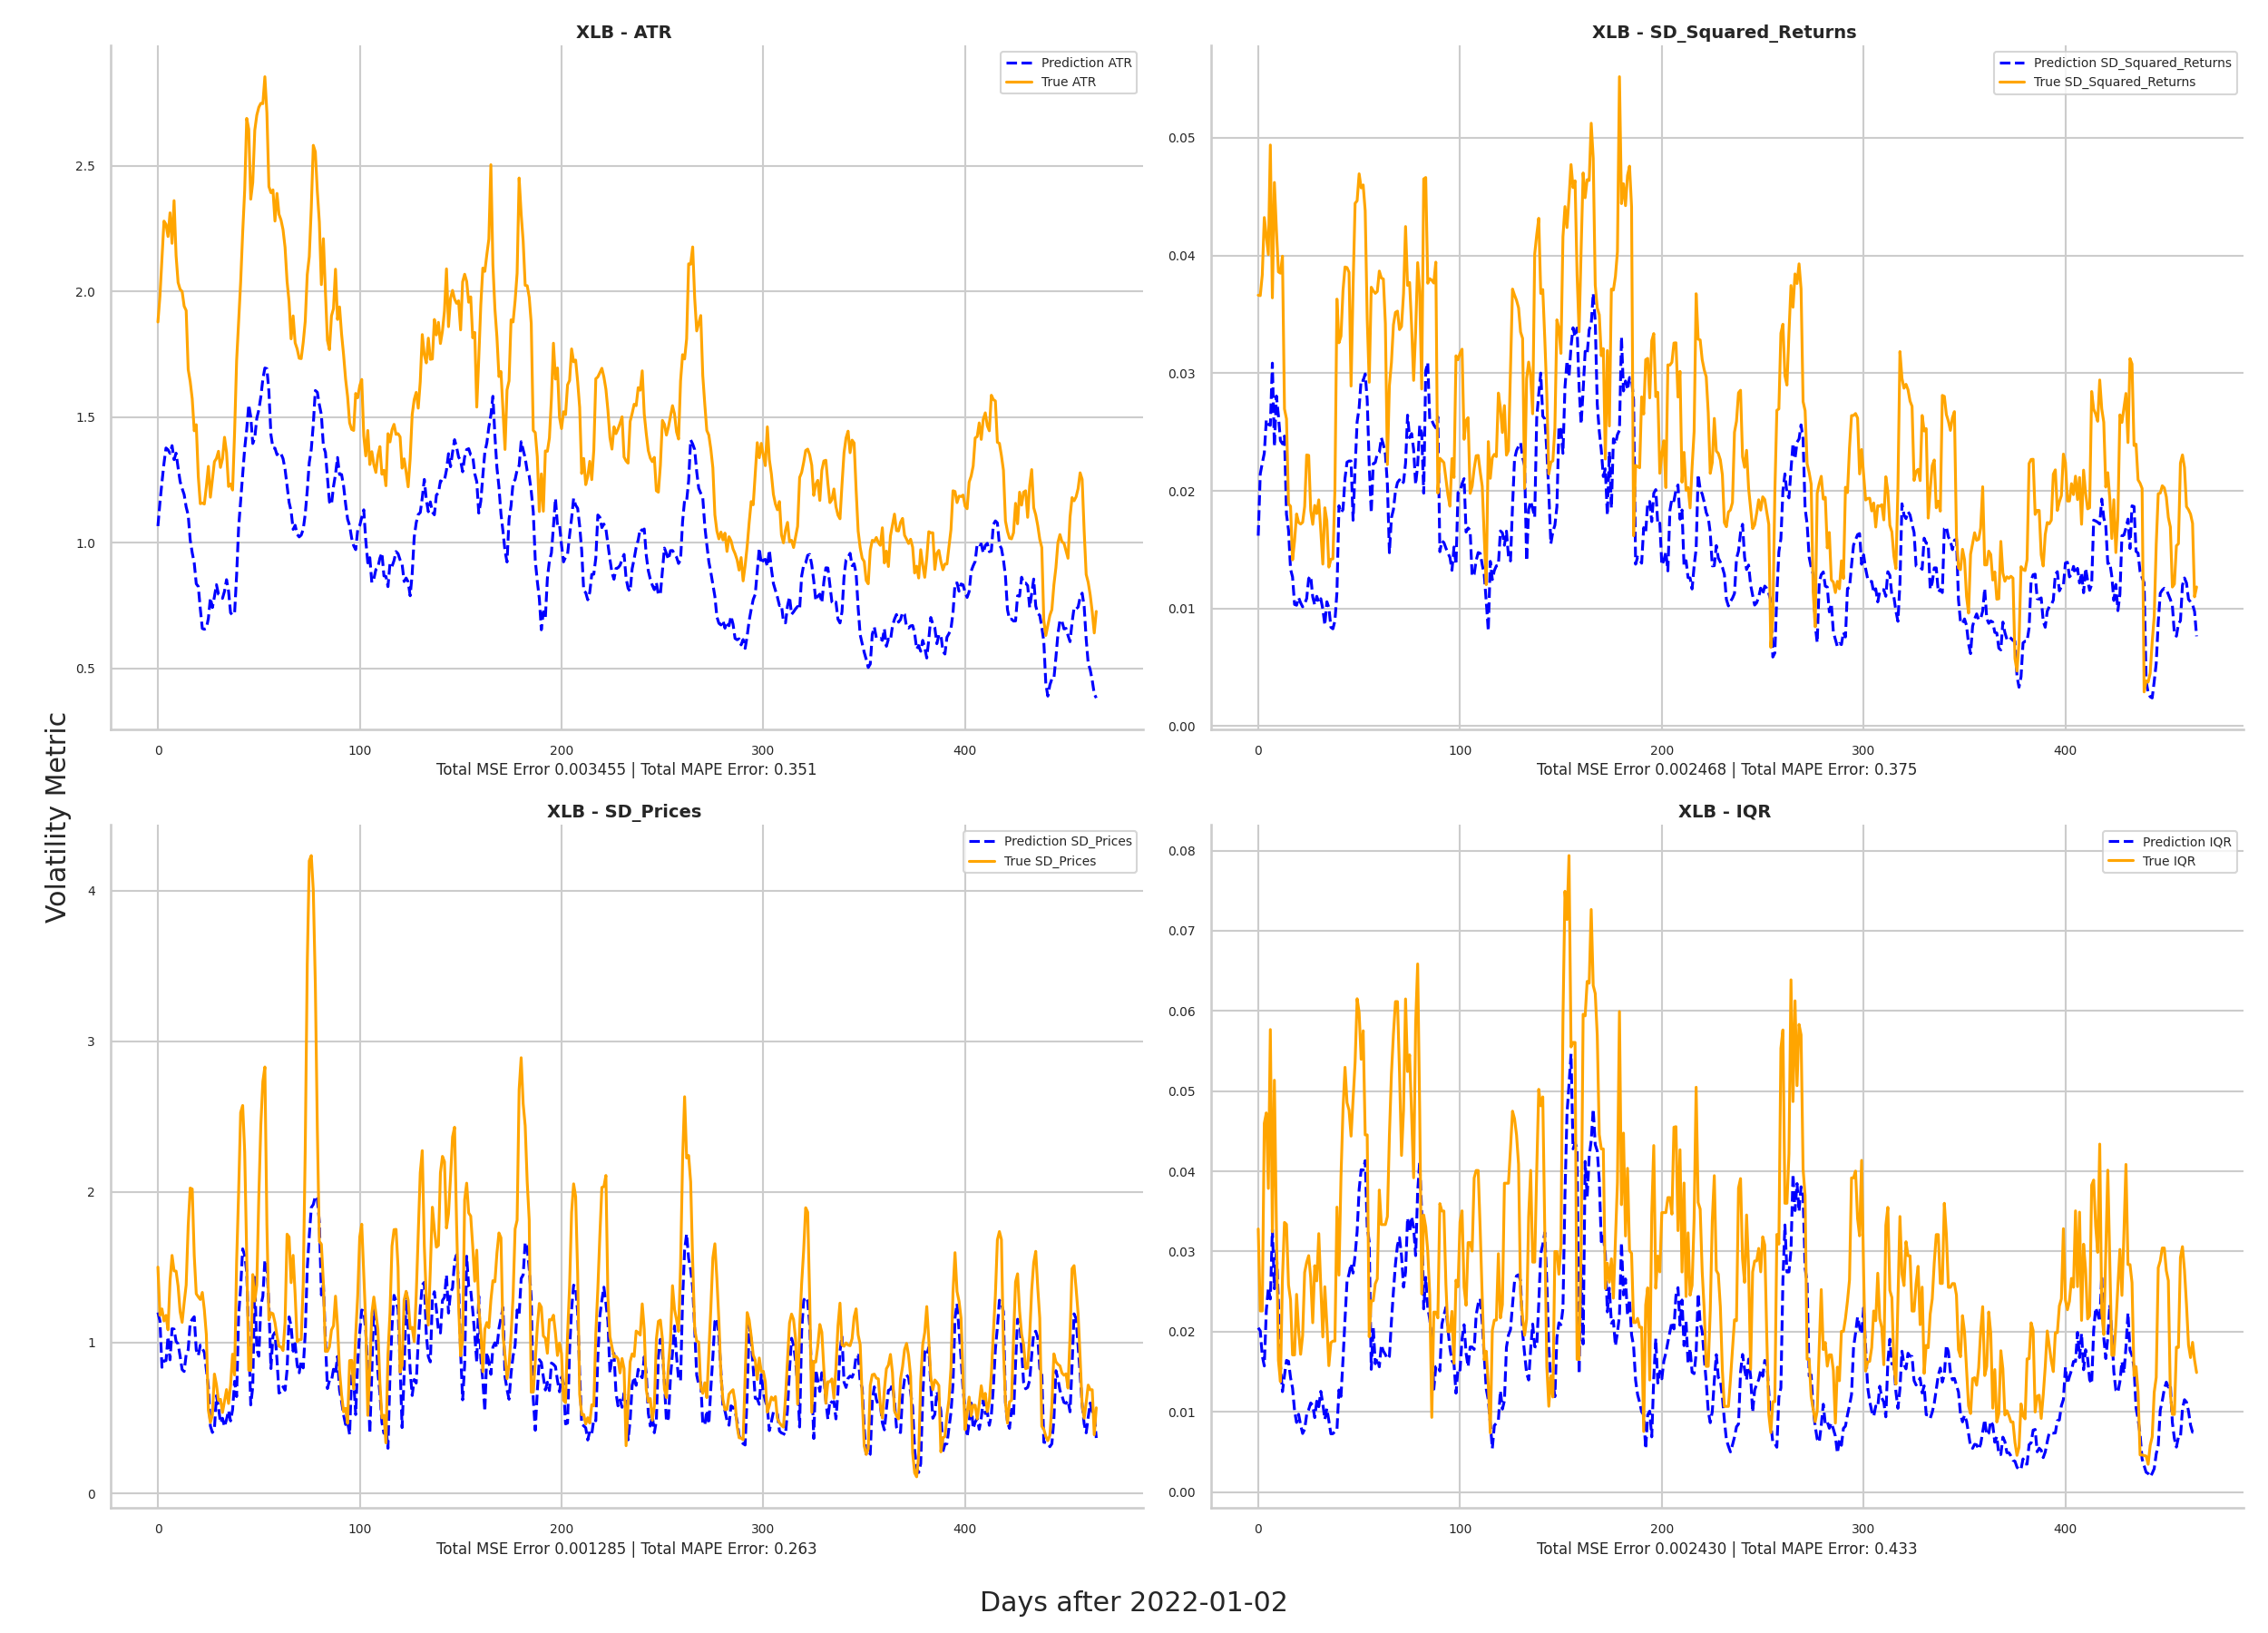 XLB - ATR
Prediction ATR
True ATR
2.5
2.0
1.5
1.0
0.5
0 100 200 300 400
Total MSE Error 0.003455 | Total MAPE Error: 0.351
XLB - SD_Squared_Returns
Prediction SD_Squared_Returns
True SD_Squared_Returns
0.05
0.04
0.03
0.02
0.01
0.00
0 100 200 300 400
Total MSE Error 0.002468 | Total MAPE Error: 0.375
Volatility Metric
XLB - SD_Prices
Prediction SD_Prices
True SD_Prices
4
3
2
1
0
0 100 200 300 400
Total MSE Error 0.001285 | Total MAPE Error: 0.263
XLB - IQR
Prediction IQR
True IQR
0.08
0.07
0.06
0.05
0.04
0.03
0.02
0.01
0.00
0 100 200 300 400
Total MSE Error 0.002430 | Total MAPE Error: 0.433
Days after 2022-01-02